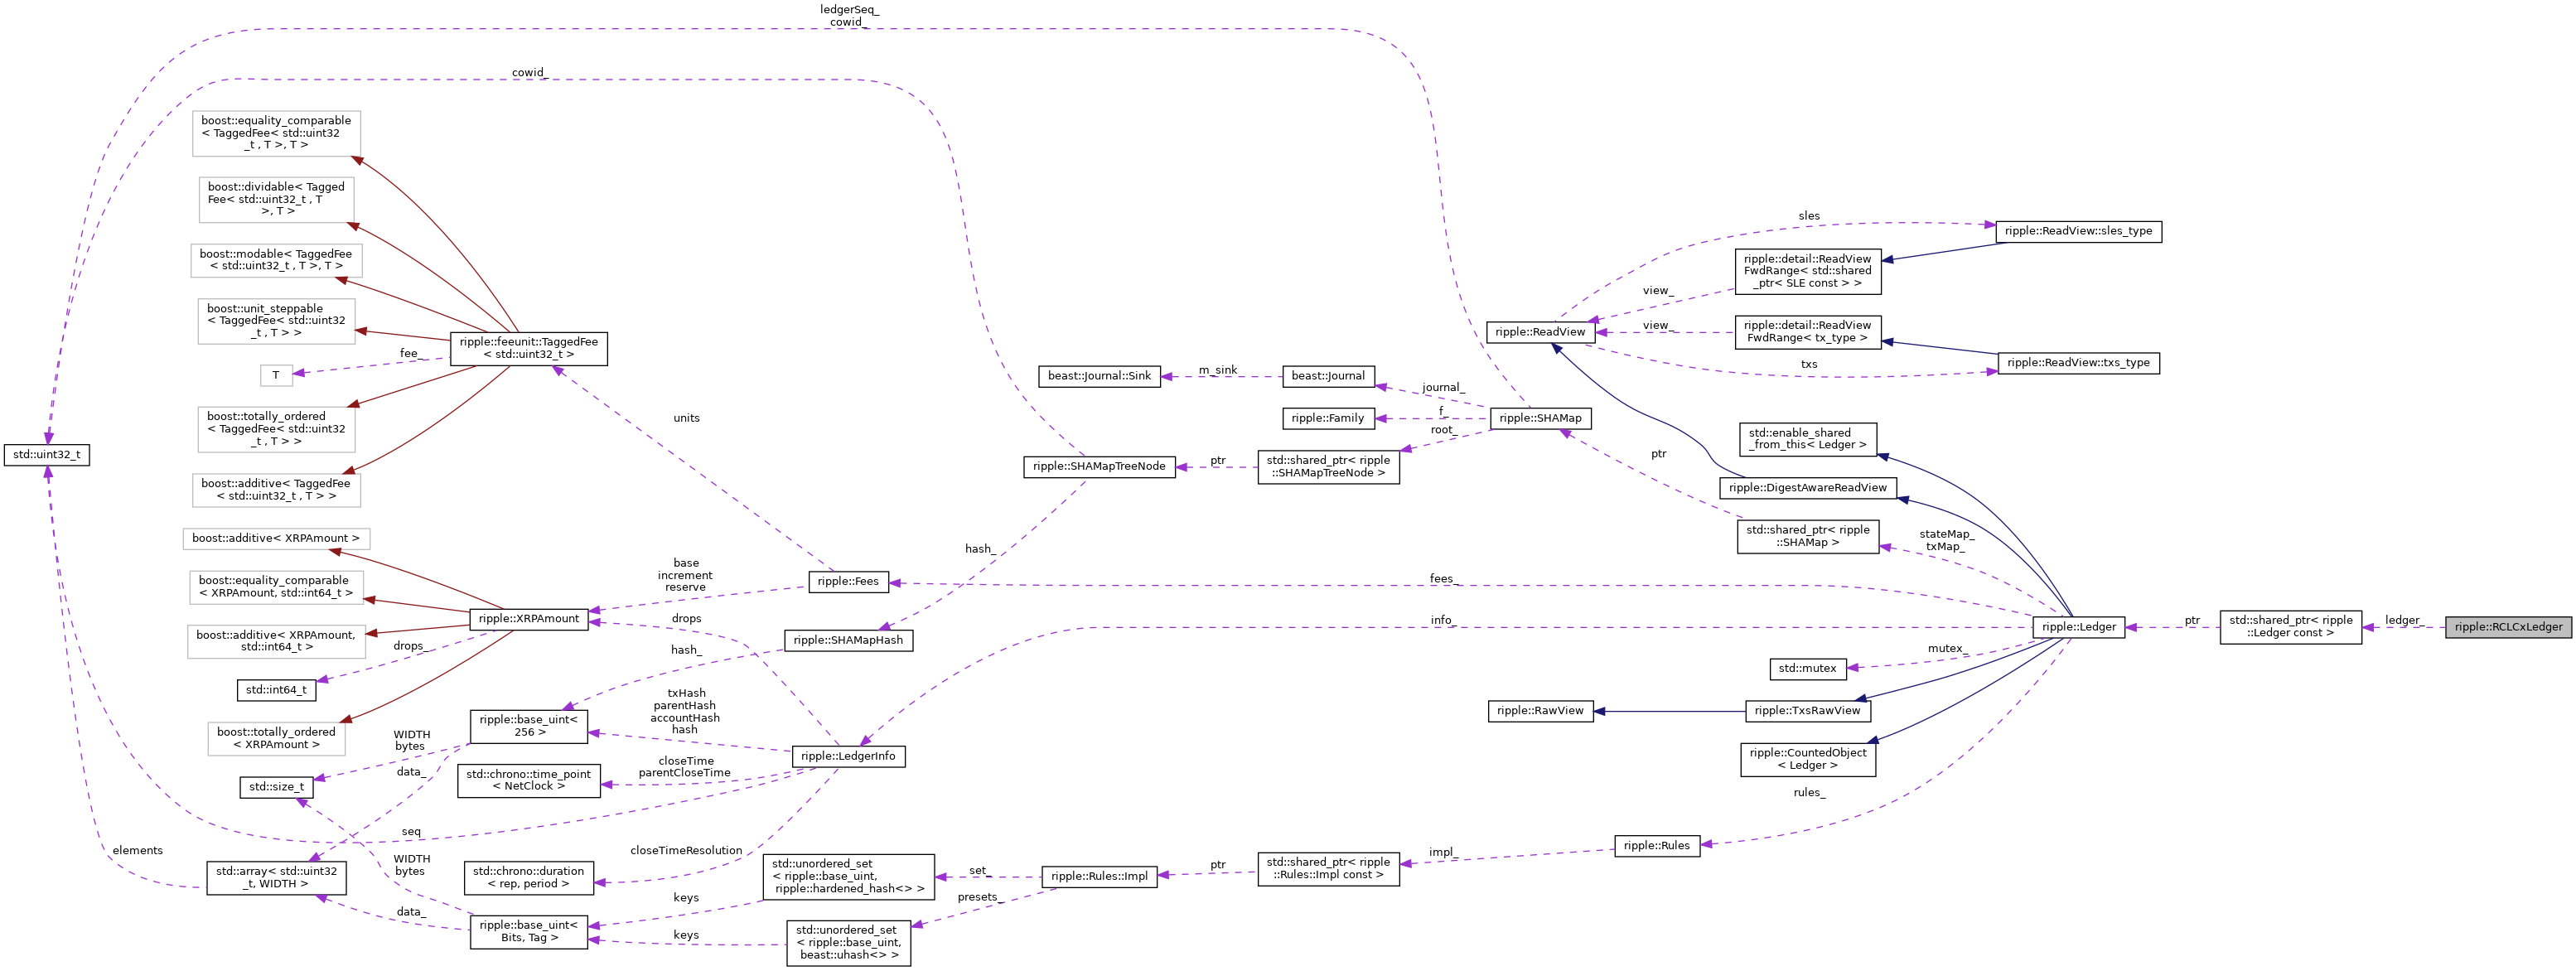 ledgerSeq_
cowid_
cowid_
boost::equality_comparable
< TaggedFee< std::uint32
_t , T >, T >
boost::dividable< Tagged
Fee< std::uint32_t , T
>, T >
boost::modable< TaggedFee
< std::uint32_t , T >, T >
boost::unit_steppable
< TaggedFee< std::uint32
_t , T > >
T
boost::totally_ordered
< TaggedFee< std::uint32
_t , T > >
boost::additive< TaggedFee
< std::uint32_t , T > >
fee_
ripple::feeunit::TaggedFee
< std::uint32_t >
units
std::uint32_t
boost::additive< XRPAmount >
boost::equality_comparable
< XRPAmount, std::int64_t >
boost::additive< XRPAmount,
std::int64_t >
drops_
std::int64_t
boost::totally_ordered
< XRPAmount >
ripple::XRPAmount
base
increment
reserve
drops
hash_
ripple::Fees
ripple::SHAMapHash
hash_
txHash
parentHash
accountHash
hash
ripple::base_uint<
256 >
WIDTH
bytes
data_
std::size_t
std::chrono::time_point
< NetClock >
closeTime
parentCloseTime
ripple::LedgerInfo
seq
closeTimeResolution
elements
std::array< std::uint32
_t, WIDTH >
WIDTH
bytes
data_
std::chrono::duration
< rep, period >
ripple::base_uint<
Bits, Tag >
keys
keys
std::unordered_set
< ripple::base_uint,
ripple::hardened_hash<> >
std::unordered_set
< ripple::base_uint,
beast::uhash<> >
set_
presets_
ripple::Rules::Impl
ptr
std::shared_ptr< ripple
::Rules::Impl const >
impl_
ripple::Rules
rules_
beast::Journal::Sink
m_sink
beast::Journal
journal_
ripple::Family
f_
root_
ripple::SHAMap
ripple::SHAMapTreeNode
ptr
std::shared_ptr< ripple
::SHAMapTreeNode >
ptr
fees_
info_
ripple::ReadView
sles
view_
view_
txs
ripple::ReadView::sles_type
ripple::detail::ReadView
FwdRange< std::shared
_ptr< SLE const > >
ripple::detail::ReadView
FwdRange< tx_type >
ripple::ReadView::txs_type
std::enable_shared
_from_this< Ledger >
ripple::DigestAwareReadView
std::shared_ptr< ripple
::SHAMap >
stateMap_
txMap_
mutex_
std::mutex
ripple::RawView
ripple::TxsRawView
ripple::CountedObject
< Ledger >
ripple::Ledger
ptr
std::shared_ptr< ripple
::Ledger const >
ledger_
ripple::RCLCxLedger